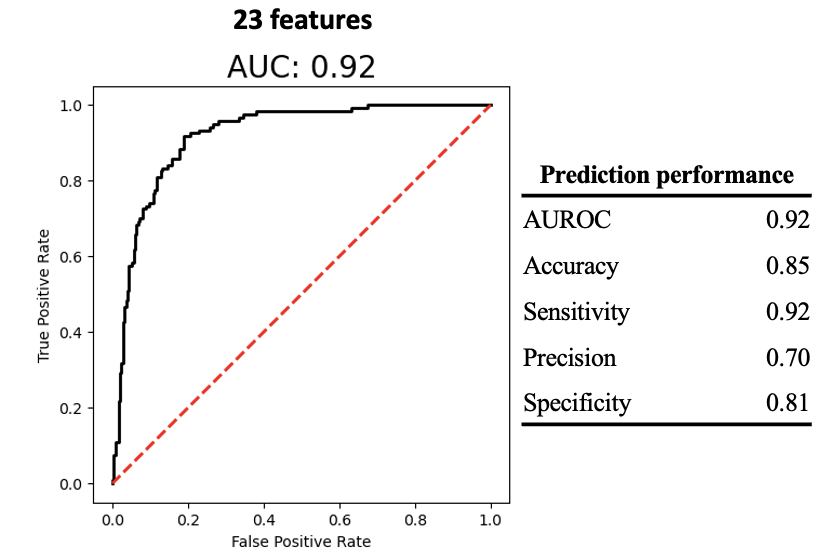 23 features
AUC: 0.92
True Positive Rate
1.0
0.8
0.6
0.4
0.2
0.0
0.0 0.2 0.4 0.6 0.8 1.0
False Positive Rate
Prediction performance
AUROC 0.92
Accuracy 0.85
Sensitivity 0.92
Precision 0.70
Specificity 0.81